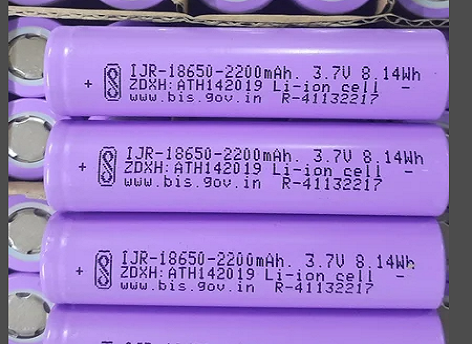 IJR-18650-2200mAh. 3.7V 8.14Wh
+ ZDXH:ATH142019 Li-ion cell -
www.bis.gov.in R-41132217
IJR-18650-2200mAh. 3.7V 8.14Wh
+ ZDXH:ATH142019 Li-ion cell -
www.bis.gov.in R-41132217
IJR-18650-2200mAh. 3.7V 8.14Wh
+ ZDXH:ATH142019 Li-ion cell -
www.bis.gov.in R-41132217